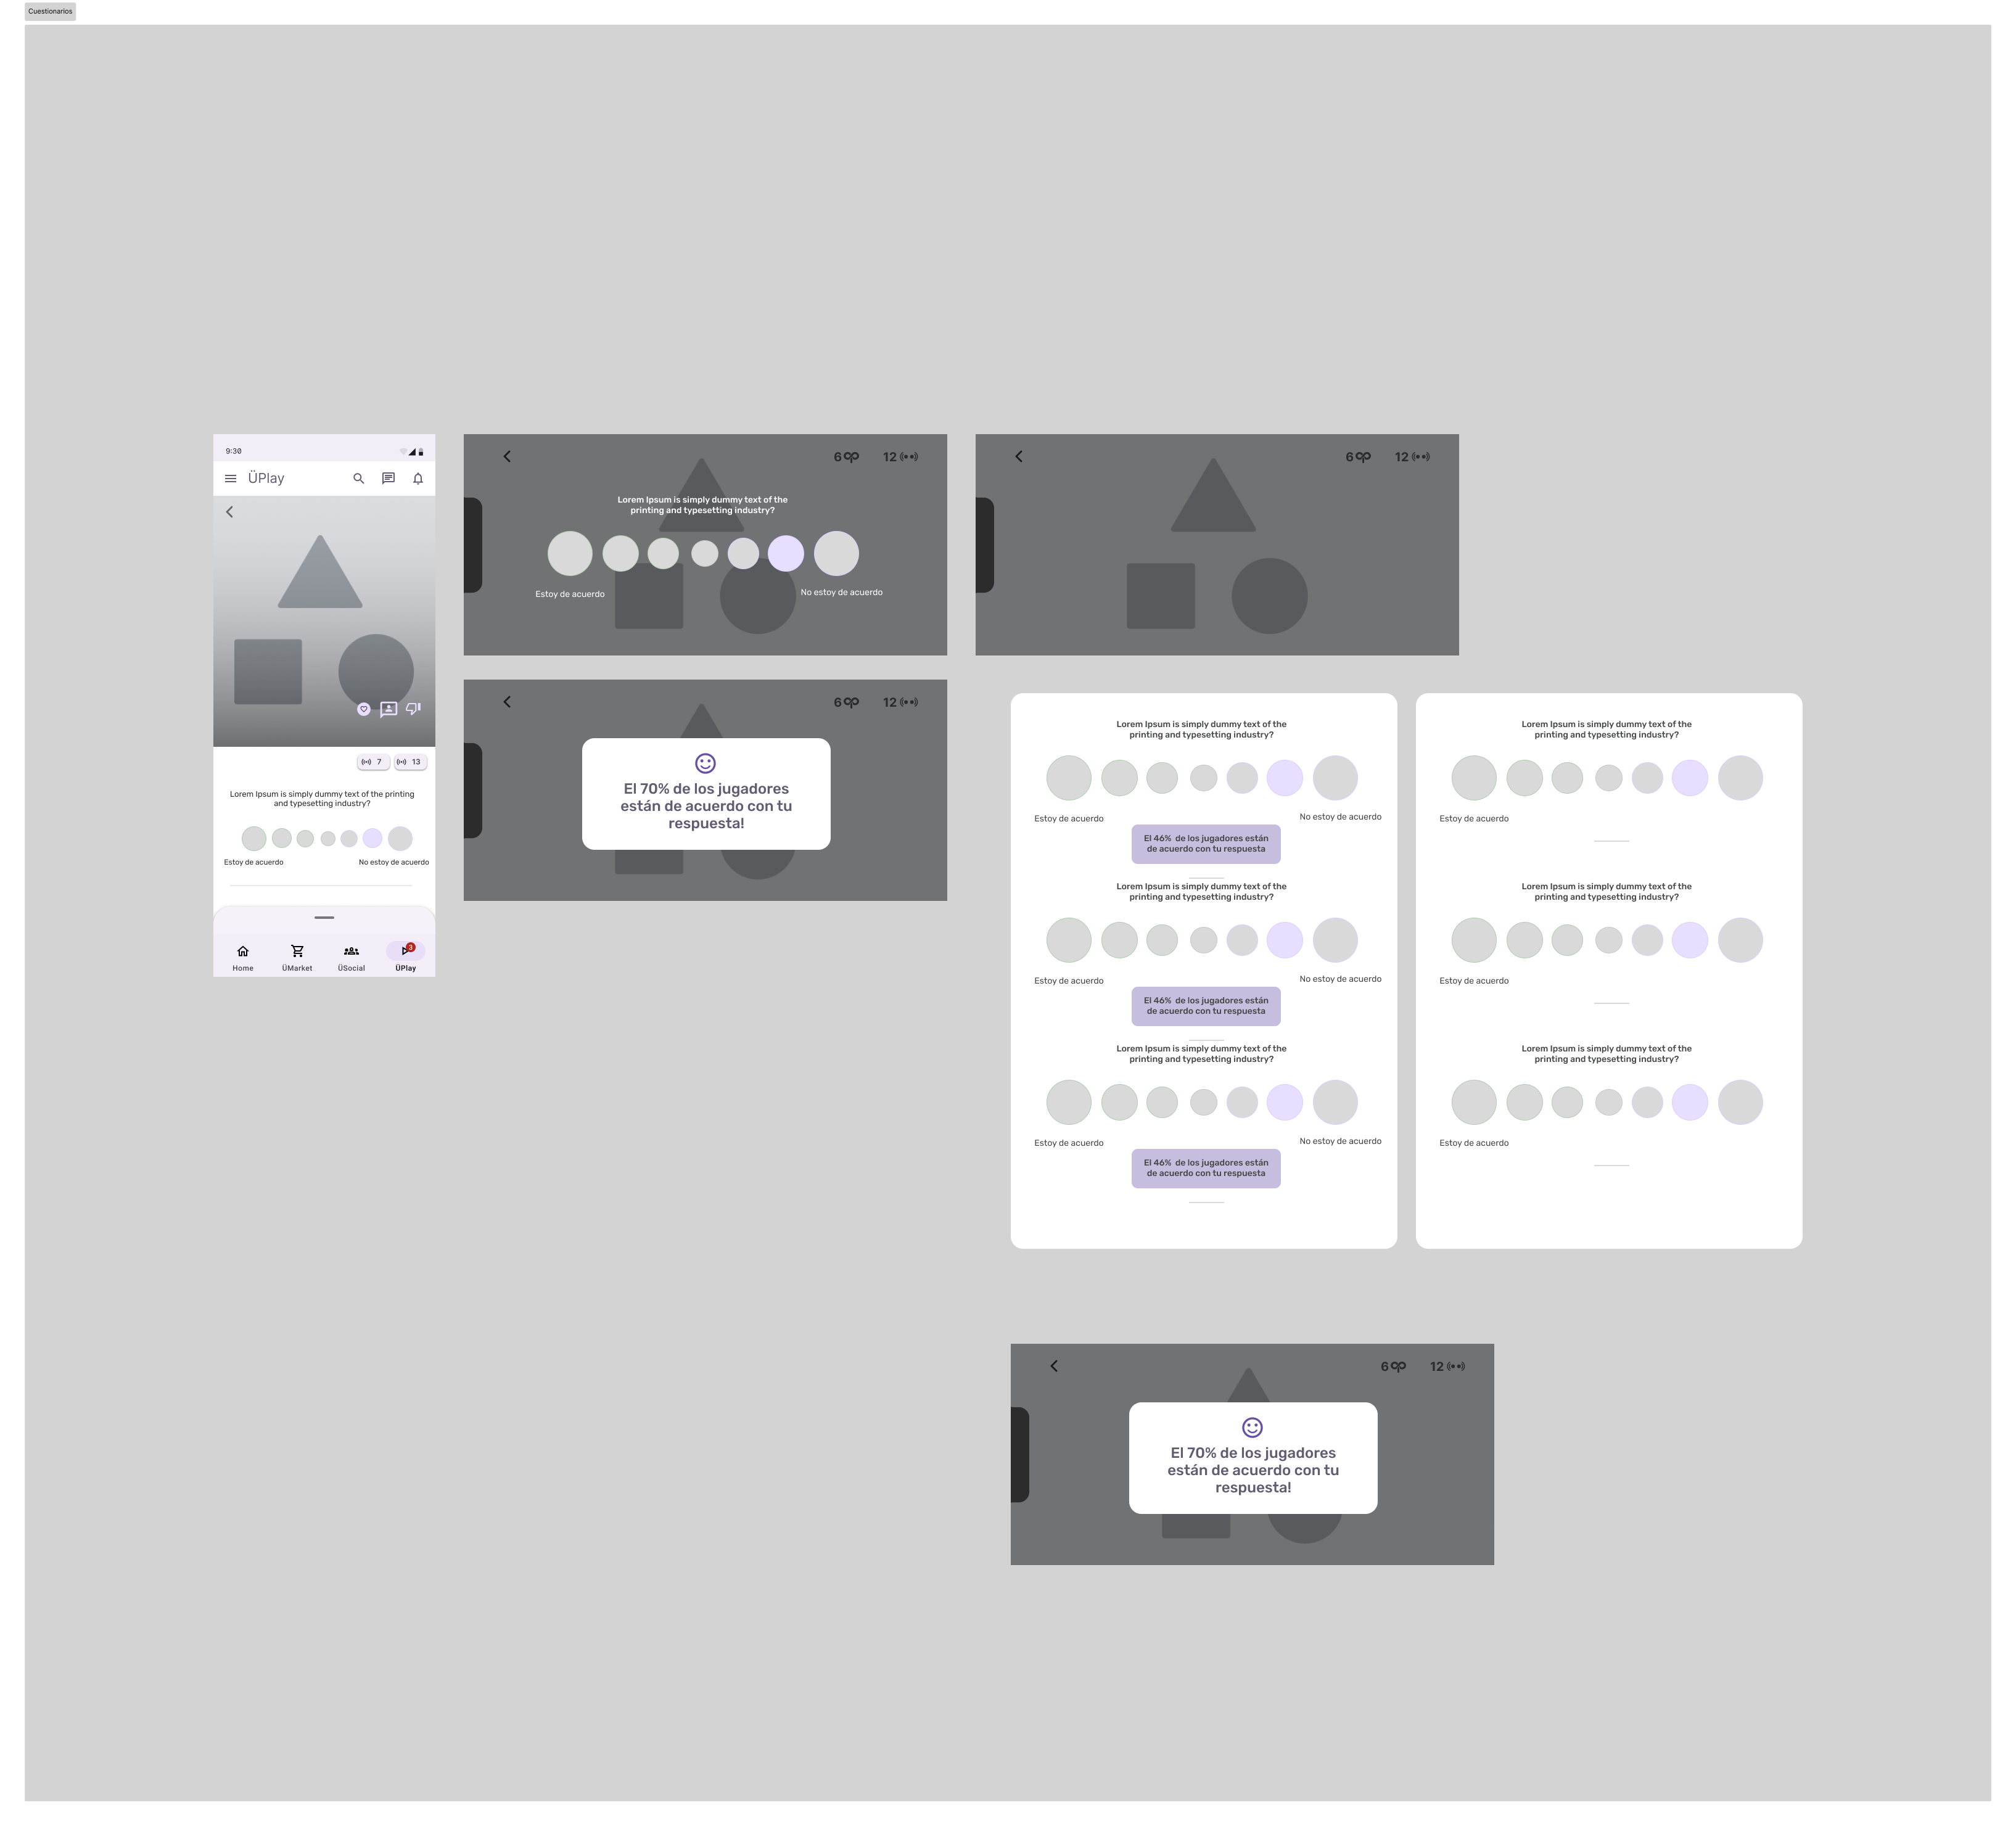 Cuestionarios
9:30
ÜPlay
7
13
Lorem Ipsum is simply dummy text of the printing
and typesetting industry?
Estoy de acuerdo
No estoy de acuerdo
Home
ÜMarket
ÜSocial
3
ÜPlay
6
12
Lorem Ipsum is simply dummy text of the
printing and typesetting industry?
Estoy de acuerdo
No estoy de acuerdo
6
12
6
12
El 70% de los jugadores
están de acuerdo con tu
respuesta!
Lorem Ipsum is simply dummy text of the
printing and typesetting industry?
Estoy de acuerdo
No estoy de acuerdo
El 46% de los jugadores están
de acuerdo con tu respuesta
Lorem Ipsum is simply dummy text of the
printing and typesetting industry?
Estoy de acuerdo
No estoy de acuerdo
El 46% de los jugadores están
de acuerdo con tu respuesta
Lorem Ipsum is simply dummy text of the
printing and typesetting industry?
Estoy de acuerdo
No estoy de acuerdo
El 46% de los jugadores están
de acuerdo con tu respuesta
Lorem Ipsum is simply dummy text of the
printing and typesetting industry?
Estoy de acuerdo
Lorem Ipsum is simply dummy text of the
printing and typesetting industry?
Estoy de acuerdo
Lorem Ipsum is simply dummy text of the
printing and typesetting industry?
Estoy de acuerdo
6
12
El 70% de los jugadores
están de acuerdo con tu
respuesta!